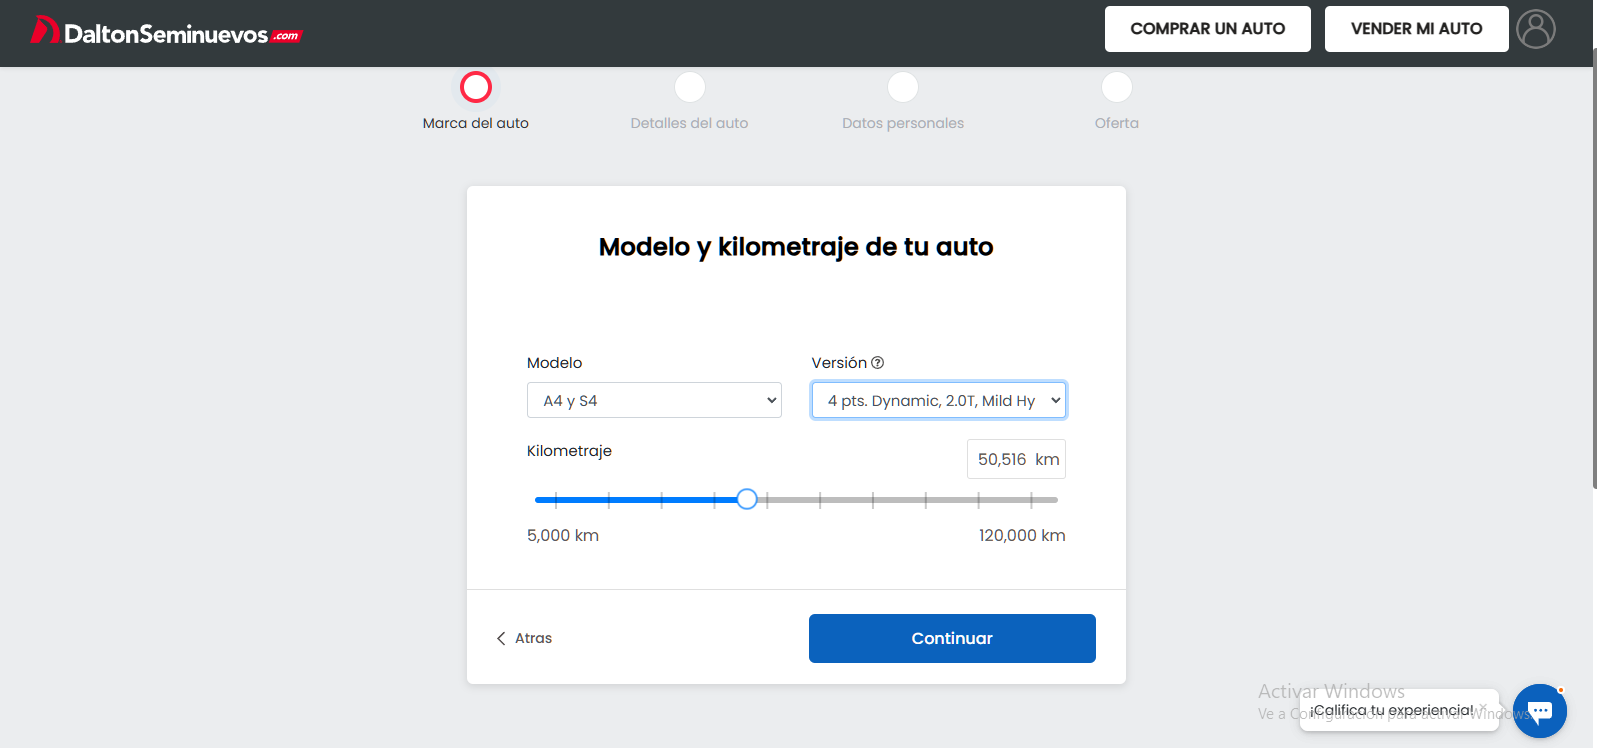 DaltonSeminuevos.com
COMPRAR UN AUTO
VENDER MI AUTO
Marca del auto
Detalles del auto
Datos personales
Oferta
Modelo y kilometraje de tu auto
Modelo
Versión
A4 y S4
4 pts. Dynamic, 2.0T, Mild Hy
Kilometraje
50,516 km
5,000 km
120,000 km
Atras
Continuar
Activar Windows
Ve a Configuración para activar Windows.
¡Califica tu experiencia!